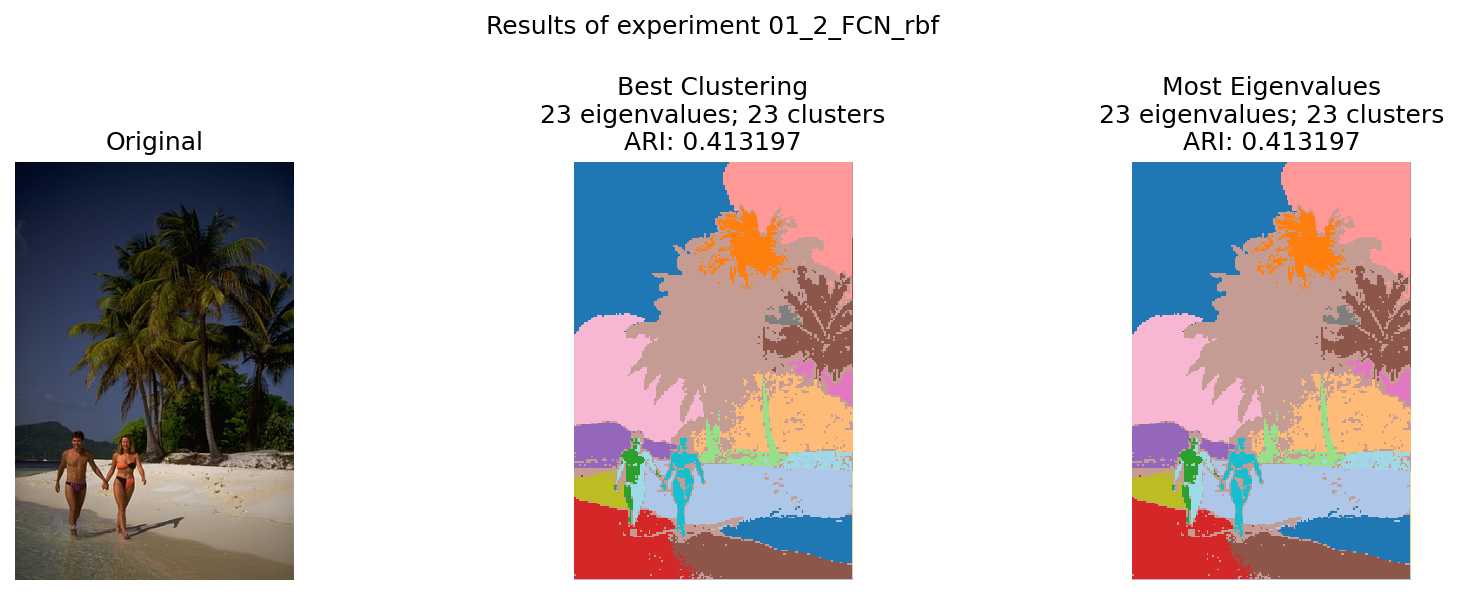 Results of experiment 01_2_FCN_rbf
Original
Best Clustering
23 eigenvalues; 23 clusters
ARI: 0.413197
Most Eigenvalues
23 eigenvalues; 23 clusters
ARI: 0.413197